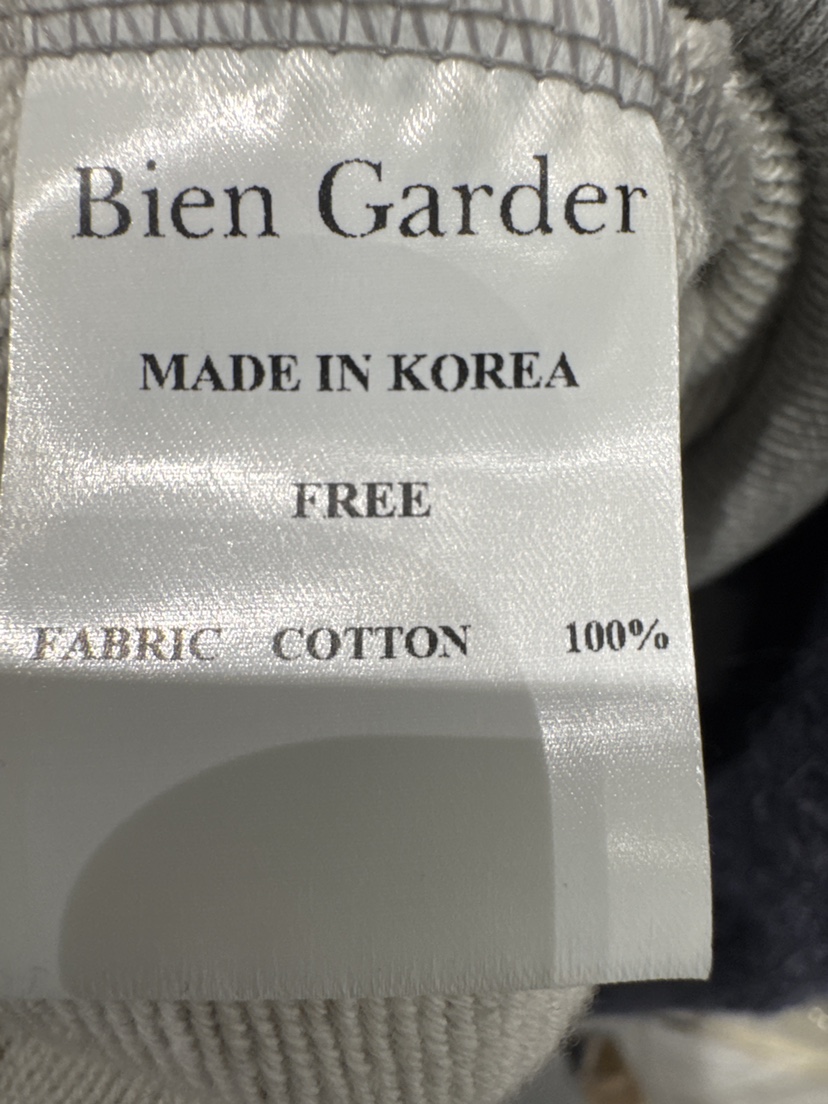 Bien Garder
MADE IN KOREA
FREE
FABRIC COTTON 100%